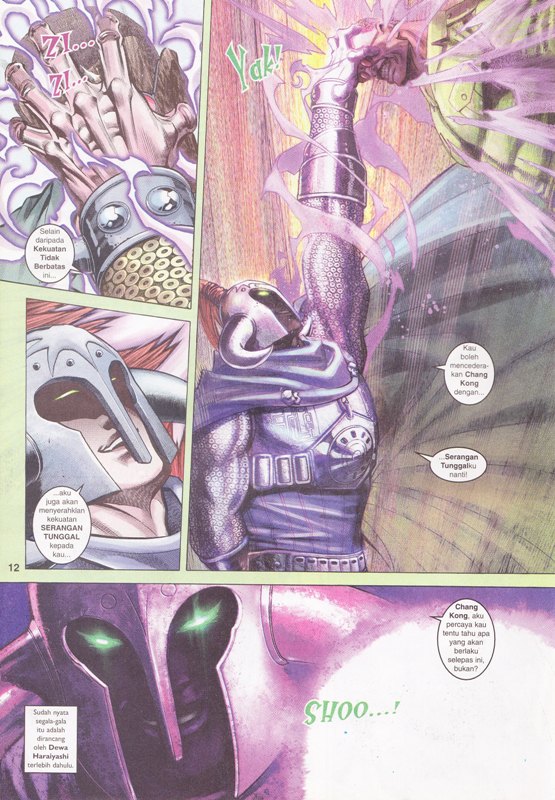 ZI...
ZI...
Selain
daripada
Kekuatan
Tidak
Berbatas
ini...
...aku
juga akan
menyerahkan
kekuatan
SERANGAN
TUNGGAL
kepada
kau...
Yak!
Kau
boleh
mencedera-
kan Chang
Kong
dengan...
...Serangan
Tunggalku
nanti!
12
Chang
Kong, aku
percaya kau
tentu tahu apa
yang akan
berlaku
selepas ini,
bukan?
SHOO...!
Sudah nyata
segala-gala
itu adalah
dirancang
oleh Dewa
Haraiyashi
terlebih dahulu.